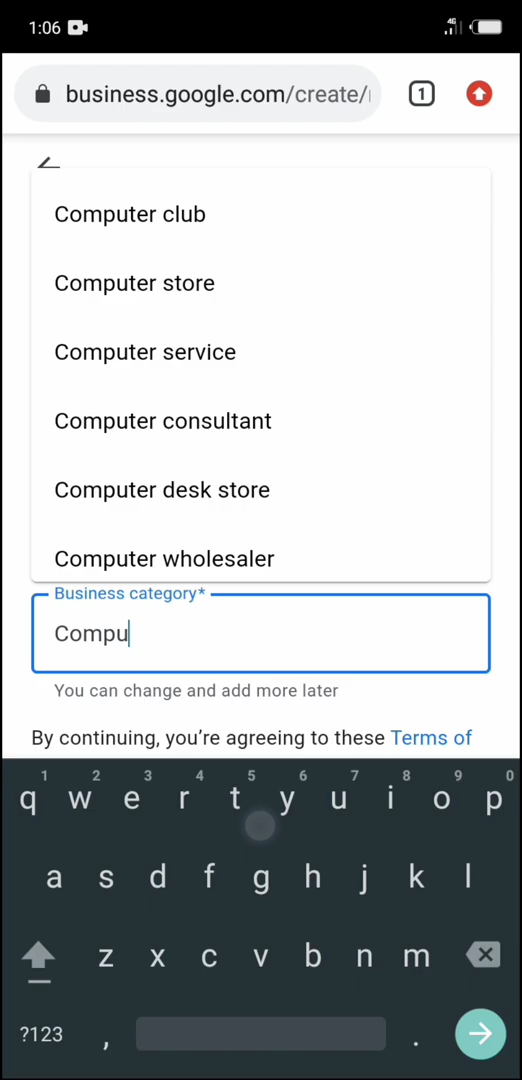 1:06
4G
business.google.com/create/
1
Computer club
Computer store
Computer service
Computer consultant
Computer desk store
Computer wholesaler
Business category*
Compu
You can change and add more later
By continuing, you’re agreeing to these Terms of
1 2 3 4 5 6 7 8 9 0
q w e r t y u i o p
a s d f g h j k l
z x c v b n m
?123 , .